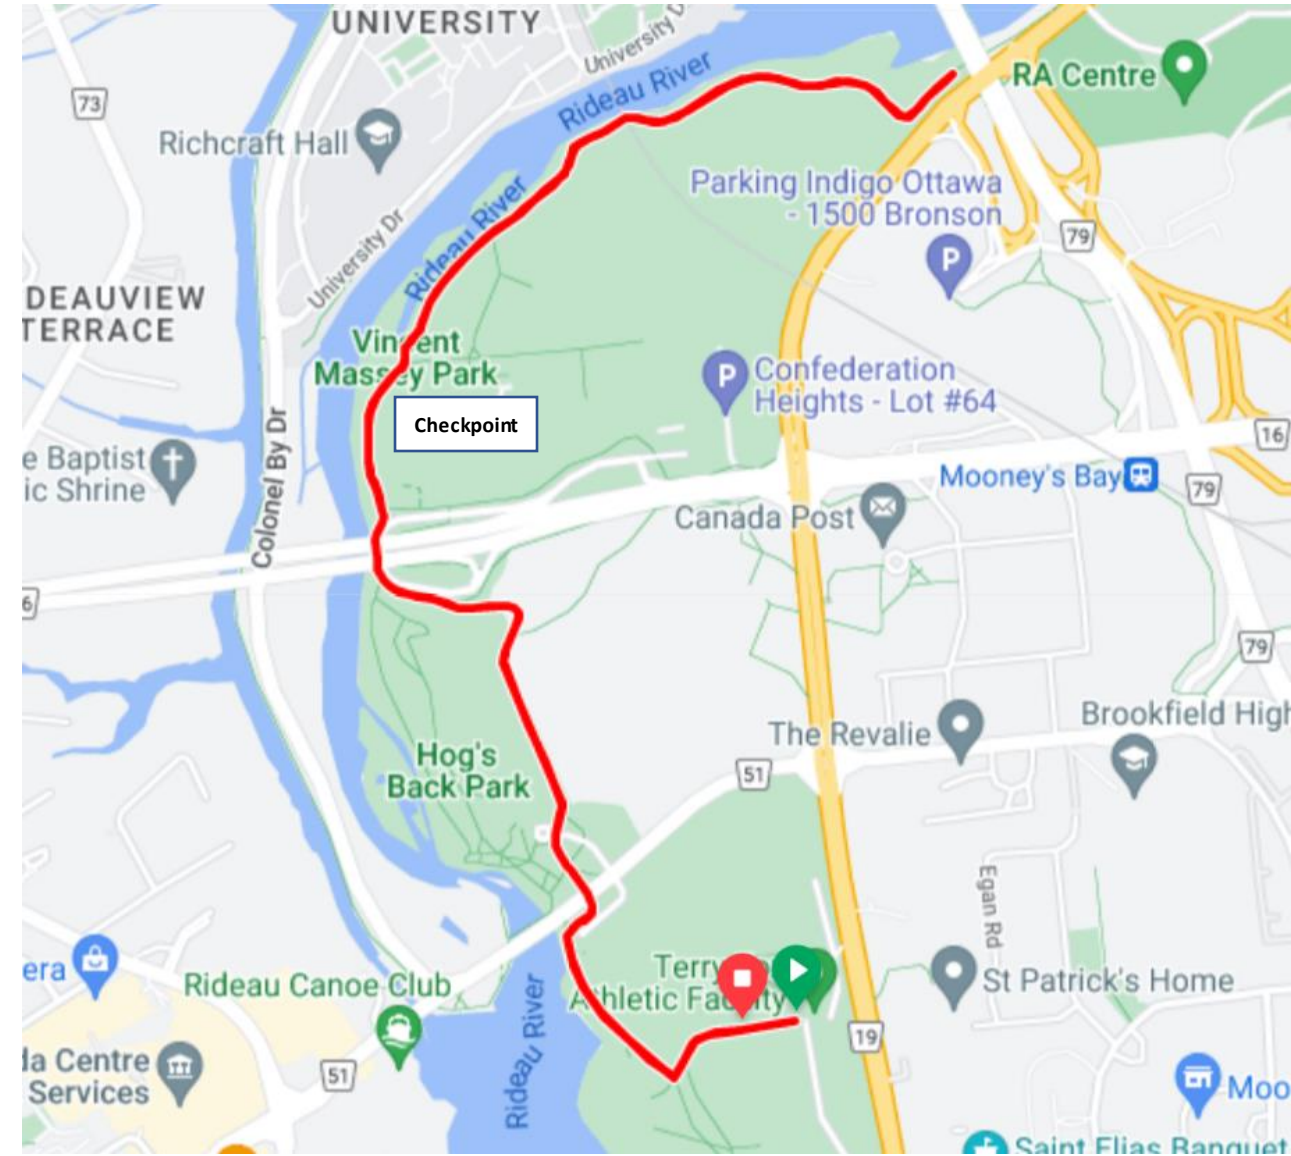 UNIVERSITY
University D
Rideau River
RA Centre
73
Richcraft Hall
Parking Indigo Ottawa
- 1500 Bronson
P
79
Rideau River
University Dr
DEAUVIEW
TERRACE
Vincent
Massey Park
P
Confederation
Heights - Lot #64
Checkpoint
16
e Baptist
ic Shrine
Colonel By Dr
Mooney's Bay
79
Canada Post
6
79
Brookfield High
The Revalie
Hog's
Back Park
51
Egan Rd
era
Rideau Canoe Club
Terry
Athletic Facility
St Patrick's Home
Rideau River
19
da Centre
Services
51
Moo
Saint Elias Banquet